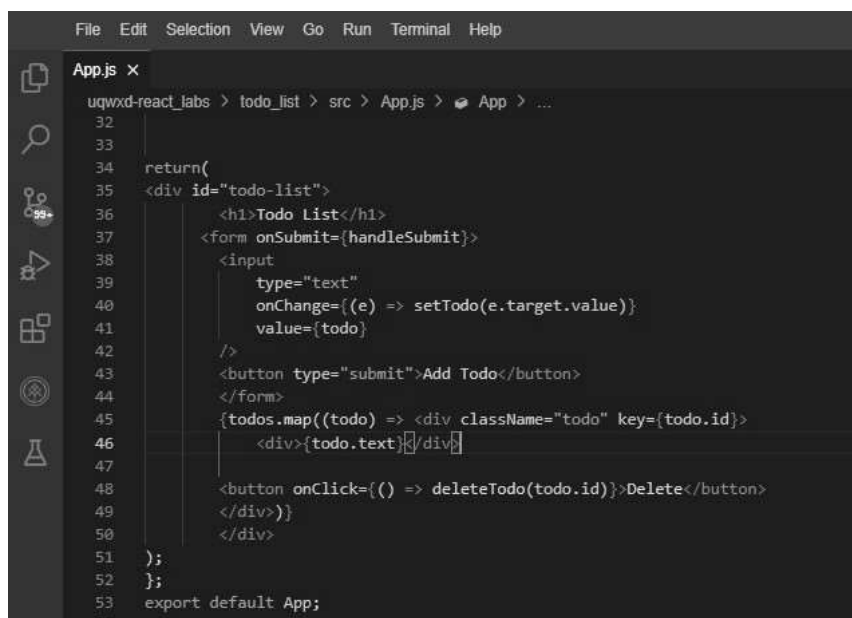 File Edit Selection View Go Run Terminal Help
App.js ×
uqwxd-react_labs > todo_list > src > App.js > App > ...
32
33
34 return(
35 <div id="todo-list">
36 <h1>Todo List</h1>
37 <form onSubmit={handleSubmit}>
38 <input
39 type="text"
40 onChange={(e) => setTodo(e.target.value)}
41 value={todo}
42 />
43 <button type="submit">Add Todo</button>
44 </form>
45 {todos.map((todo) => <div className="todo" key={todo.id}>
46 <div>{todo.text}</div>
47
48 <button onClick={() => deleteTodo(todo.id)}>Delete</button>
49 </div>)}
50 </div>
51 );
52 };
53 export default App;
99+